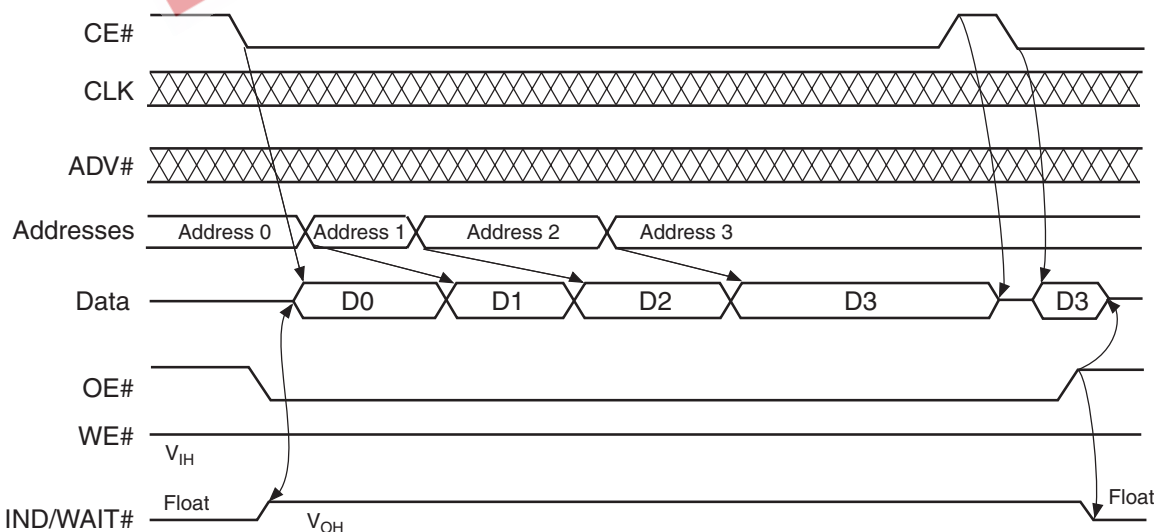 CE#
CLK
ADV#
Addresses Address 0 Address 1 Address 2 Address 3
Data D0 D1 D2 D3 D3
OE#
WE#
VIH
Float Float
IND/WAIT# VOH